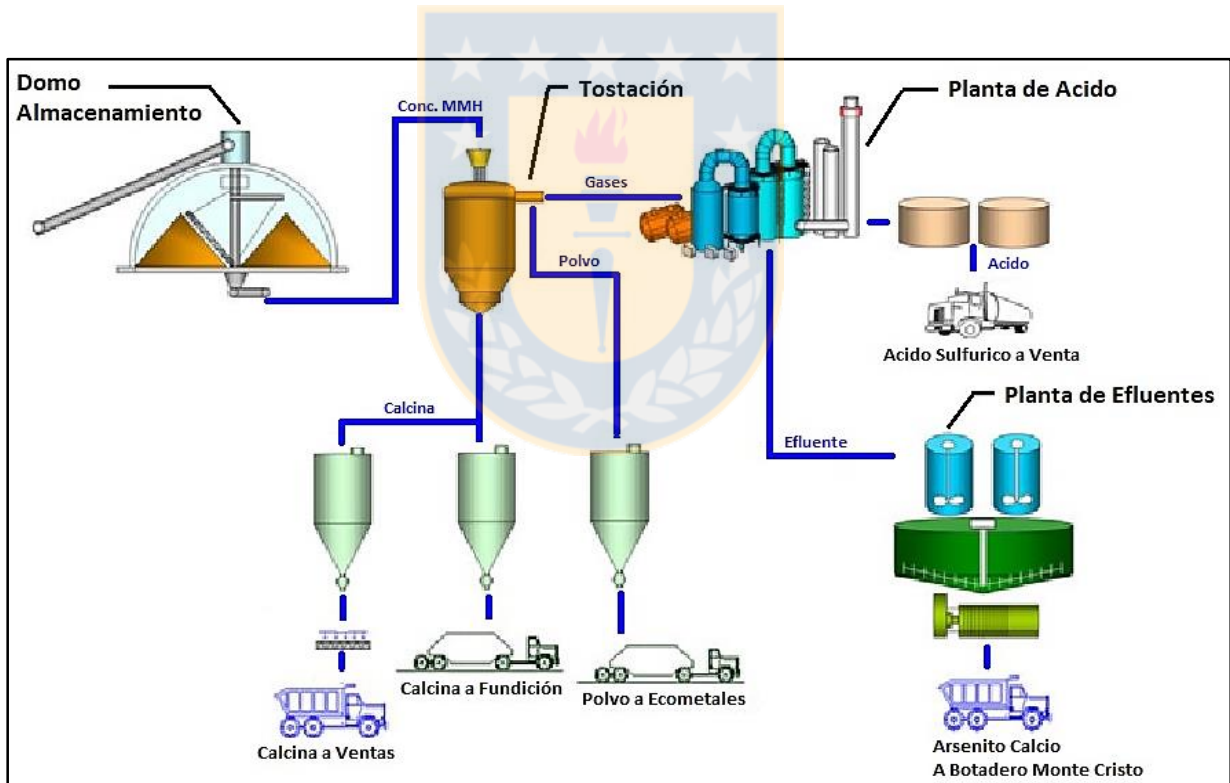 Domo
Almacenamiento
Conc. MMH
Tostación
Planta de Acido
Gases
Polvo
Acido
Acido Sulfurico a Venta
Calcina
Planta de Efluentes
Efluente
Calcina a Fundición
Polvo a Ecometales
Calcina a Ventas
Arsenito Calcio
A Botadero Monte Cristo